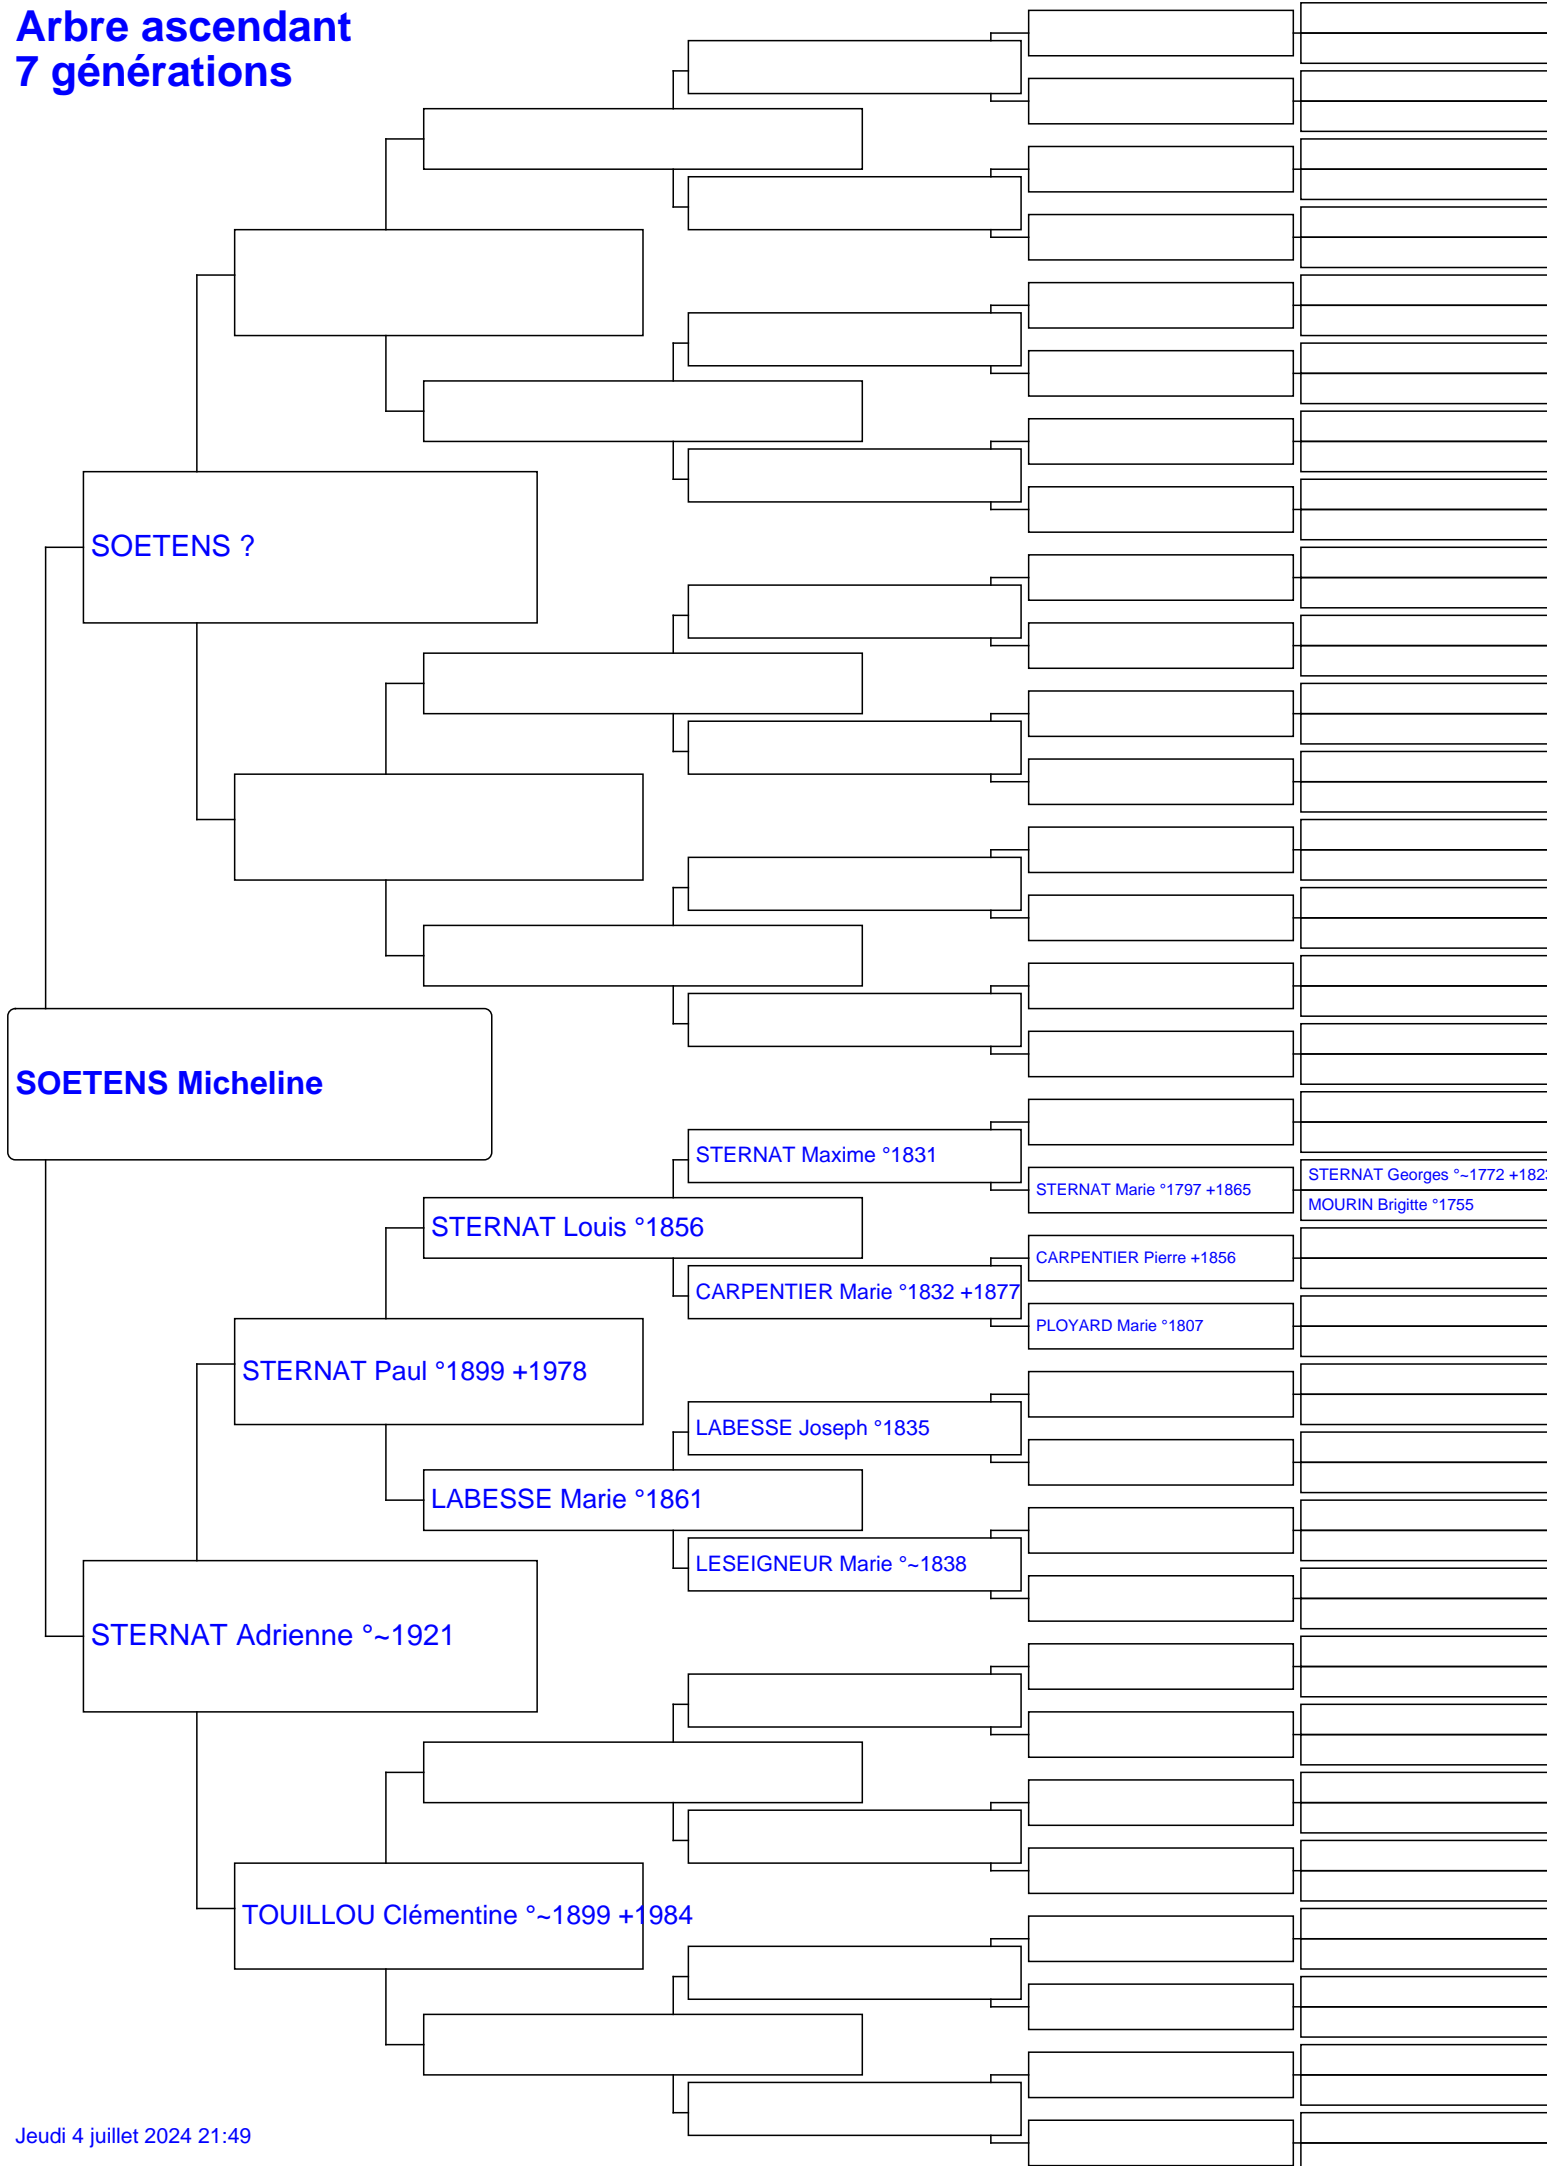 Arbre ascendant
7 générations
SOETENS ?
SOETENS Micheline
STERNAT Maxime °1831
STERNAT Georges °~1772 +1823
STERNAT Marie °1797 +1865
MOURIN Brigitte °1755
STERNAT Louis °1856
CARPENTIER Pierre +1856
CARPENTIER Marie °1832 +1877
PLOYARD Marie °1807
STERNAT Paul °1899 +1978
LABESSE Joseph °1835
LABESSE Marie °1861
LESEIGNEUR Marie °~1838
STERNAT Adrienne °~1921
TOUILLOU Clémentine °~1899 +1984
Jeudi 4 juillet 2024 21:49